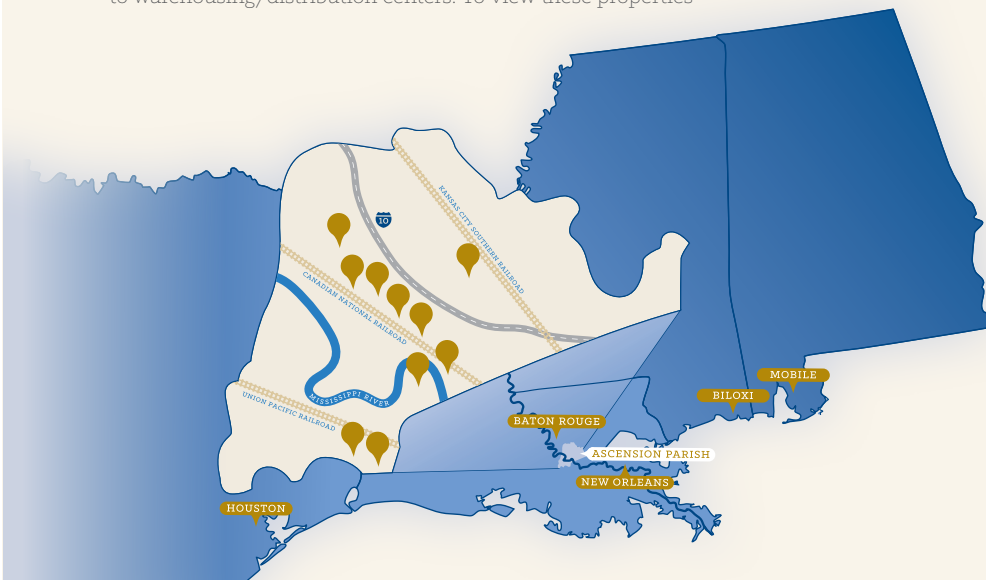 to warehousing/distribution centers. To view these properties
10
KANSAS CITY SOUTHERN RAILROAD
CANADIAN NATIONAL RAILROAD
MISSISSIPPI RIVER
UNION PACIFIC RAILROAD
MOBILE
BILOXI
BATON ROUGE
ASCENSION PARISH
NEW ORLEANS
HOUSTON